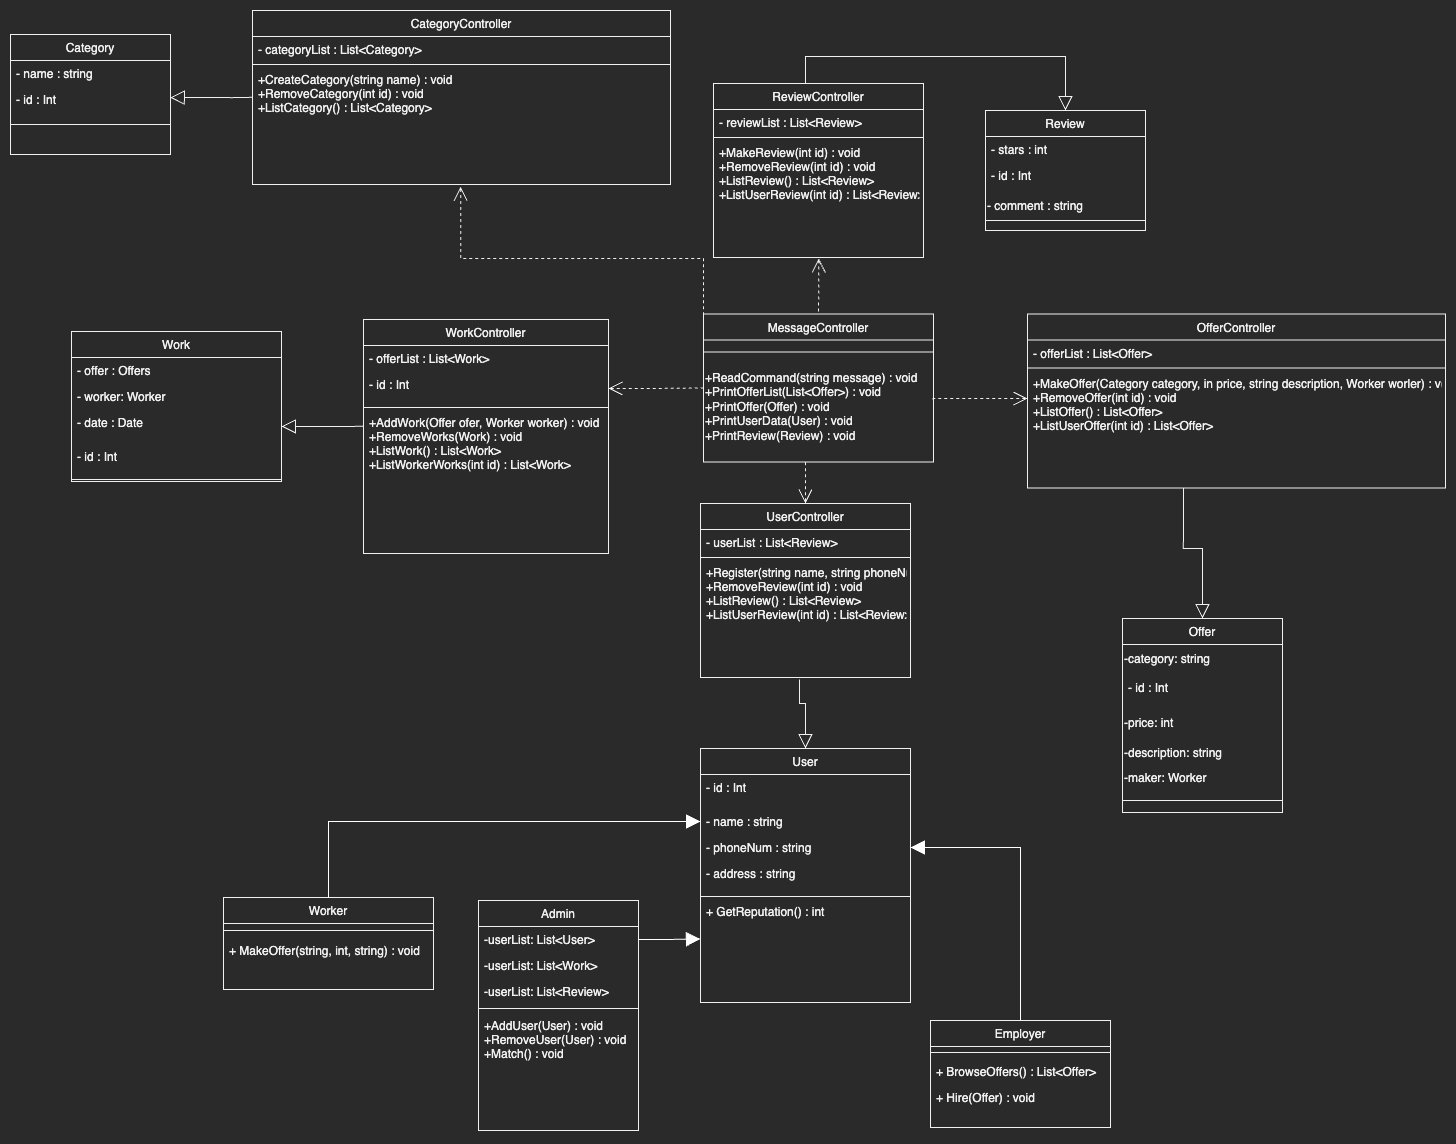 Category
- name : string
- id : Int
CategoryController
- categoryList : List<Category>
+CreateCategory(string name) : void
+RemoveCategory(int id) : void
+ListCategory() : List<Category>
ReviewController
- reviewList : List<Review>
+MakeReview(int id) : void
+RemoveReview(int id) : void
+ListReview() : List<Review>
+ListUserReview(int id) : List<Review:
Review
- stars : int
- id : Int
- comment : string
Work
- offer : Offers
- worker: Worker
- date : Date
- id : Int
WorkController
- offerList : List<Work>
- id : Int
+AddWork(Offer ofer, Worker worker) : void
+RemoveWorks(Work) : void
+ListWork() : List<Work>
+ListWorkerWorks(int id) : List<Work>
MessageController
+ReadCommand(string message) : void
+PrintOfferList(List<Offer>) : void
+PrintOffer(Offer) : void
+PrintUserData(User) : void
+PrintReview(Review) : void
OfferController
- offerList : List<Offer>
+MakeOffer(Category category, in price, string description, Worker worler) : v
+RemoveOffer(int id) : void
+ListOffer() : List<Offer>
+ListUserOffer(int id) : List<Offer>
UserController
- userList : List<Review>
+Register(string name, string phoneN
+RemoveReview(int id) : void
+ListReview() : List<Review>
+ListUserReview(int id) : List<Review:
Offer
-category: string
- id : Int
-price: int
-description: string
-maker: Worker
User
- id : Int
- name : string
- phoneNum : string
- address : string
+ GetReputation() : int
Worker
+ MakeOffer(string, int, string) : void
Admin
-userList: List<User>
-userList: List<Work>
-userList: List<Review>
+AddUser(User) : void
+RemoveUser(User) : void
+Match() : void
Employer
+ BrowseOffers() : List<Offer>
+ Hire(Offer) : void